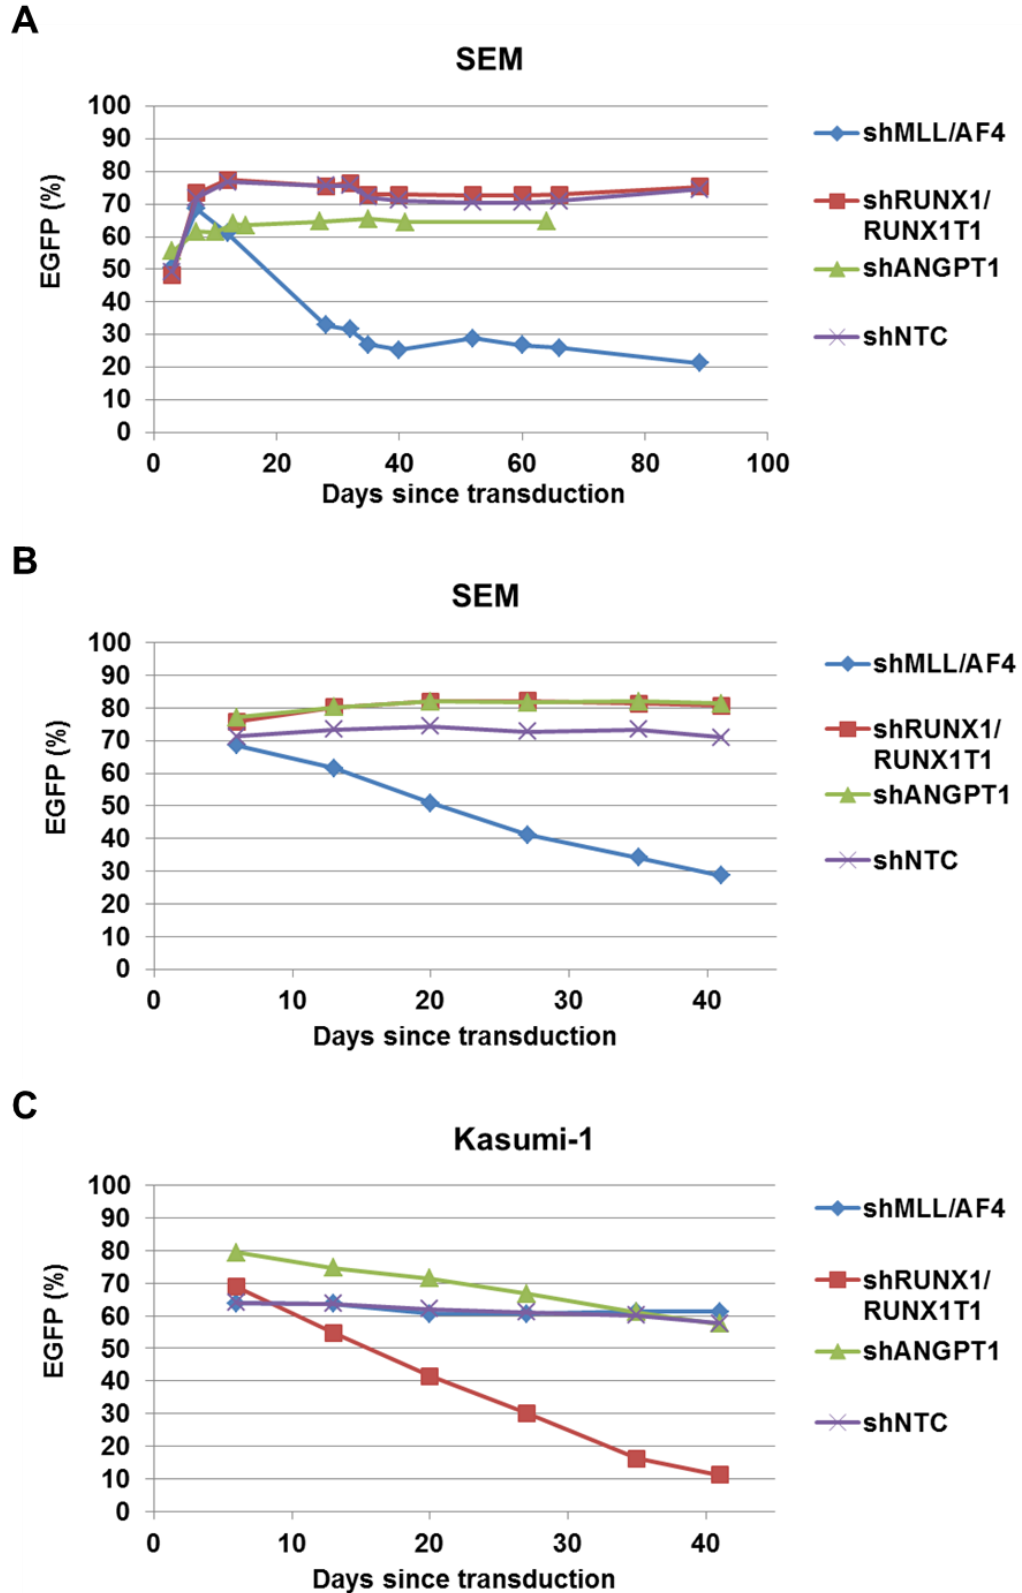 A
SEM
100
90
80
70
60
50
40
30
20
10
0
EGFP (%)
0 20 40 60 80 100
Days since transduction
shMLL/AF4
shRUNX1/
RUNX1T1
shANGPT1
shNTC
B
SEM
100
90
80
70
60
50
40
30
20
10
0
EGFP (%)
0 10 20 30 40
Days since transduction
shMLL/AF4
shRUNX1/
RUNX1T1
shANGPT1
shNTC
C
Kasumi-1
100
90
80
70
60
50
40
30
20
10
0
EGFP (%)
0 10 20 30 40
Days since transduction
shMLL/AF4
shRUNX1/
RUNX1T1
shANGPT1
shNTC